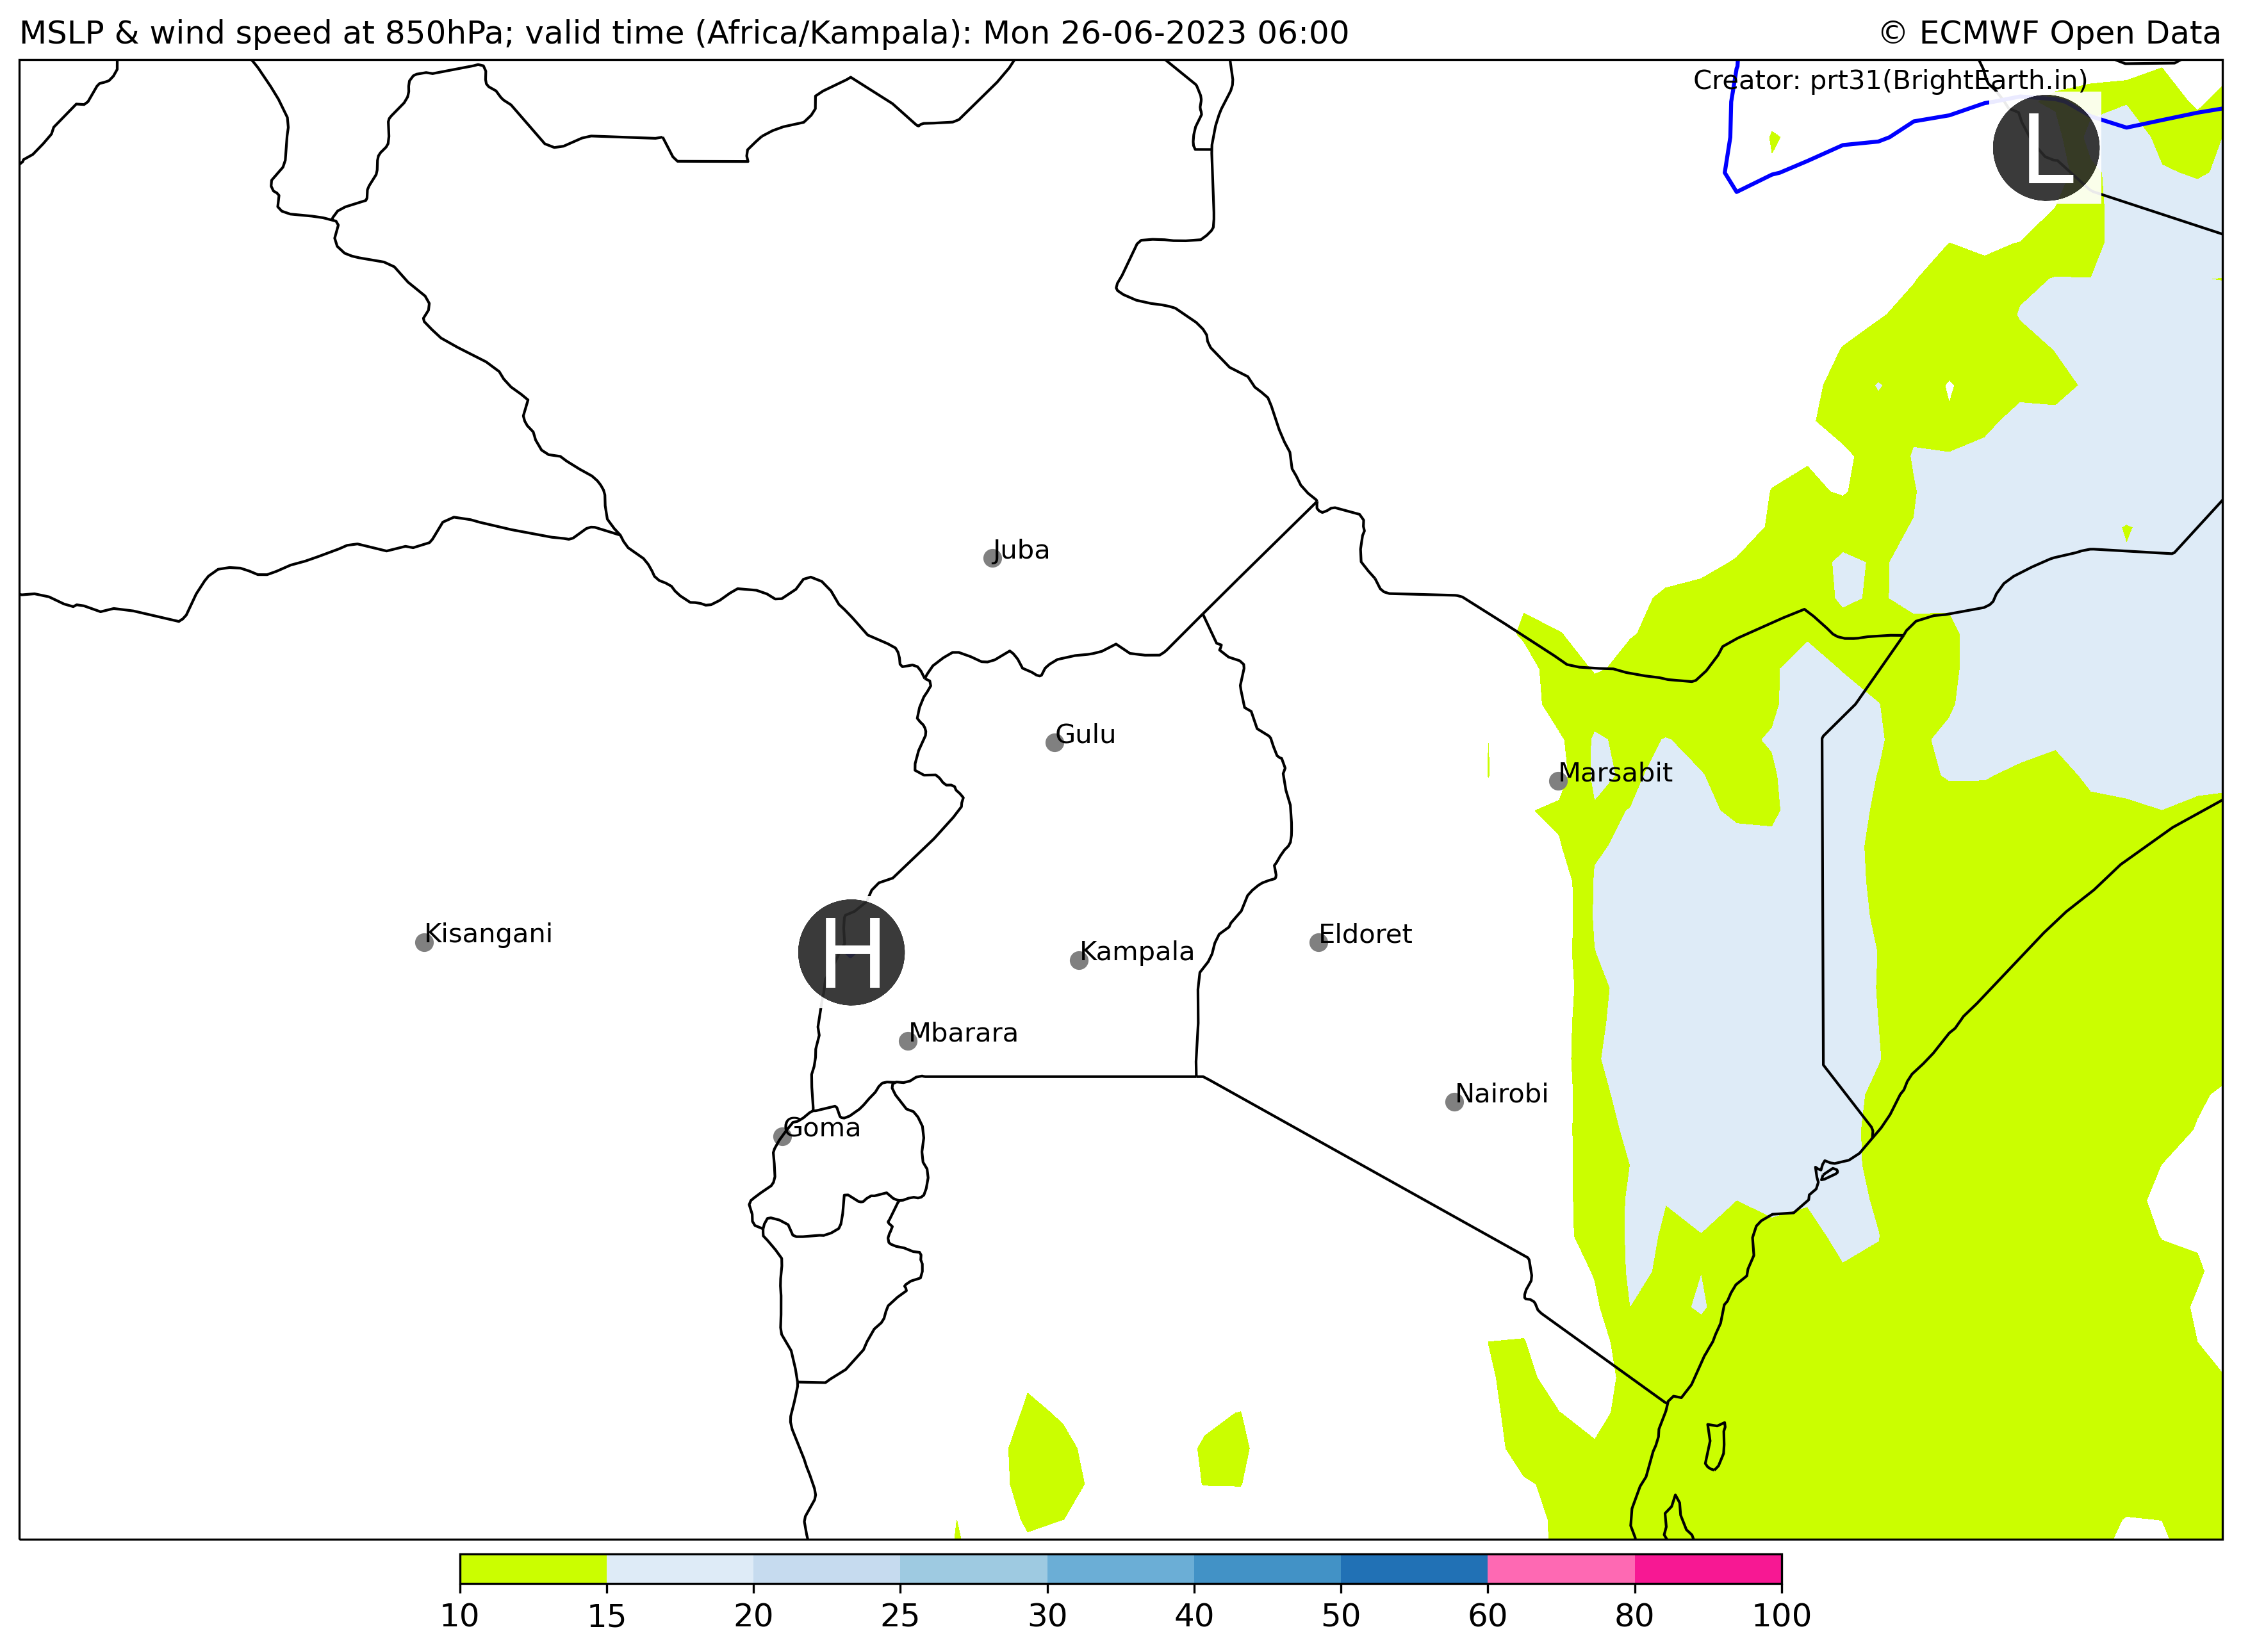 MSLP & wind speed at 850hPa; valid time (Africa/Kampala): Mon 26-06-2023 06:00
© ECMWF Open Data
Creator: prt31(BrightEarth.in)
L
Juba
Gulu
Marsabit
Kisangani
H
Kampala
Eldoret
Mbarara
Nairobi
Goma
10 15 20 25 30 40 50 60 80 100